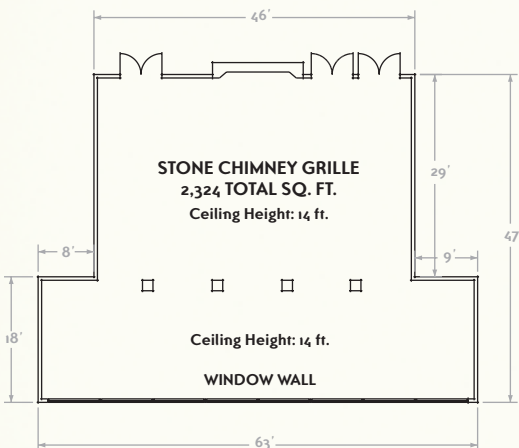 46'
STONE CHIMNEY GRILLE
2,324 TOTAL SQ. FT.
Ceiling Height: 14 ft.
29'
47
8'
9'
18'
Ceiling Height: 14 ft.
WINDOW WALL
63'